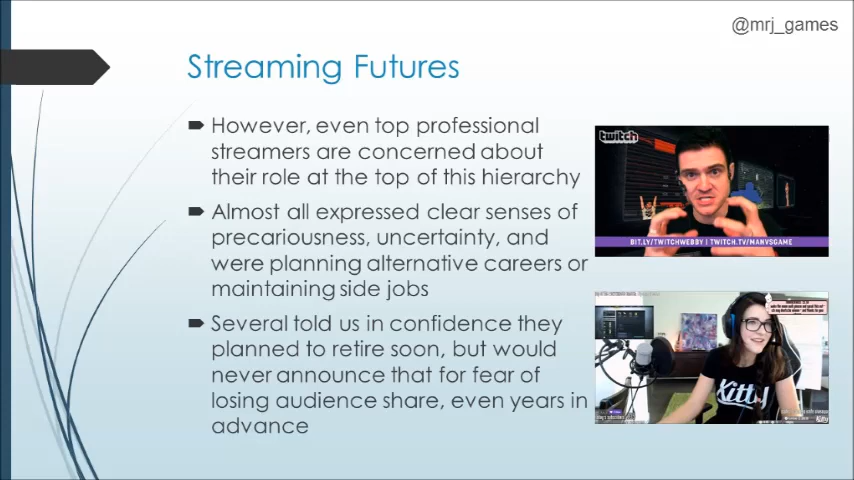 @mrj_games
Streaming Futures
However, even top professional
streamers are concerned about
their role at the top of this hierarchy
Almost all expressed clear senses of
precariousness, uncertainty, and
were planning alternative careers or
maintaining side jobs
Several told us in confidence they
planned to retire soon, but would
never announce that for fear of
losing audience share, even years in
advance
twitch
BIT.LY/TWITCHWEBBY | TWITCH.TV/MANVSGAME
Kitty